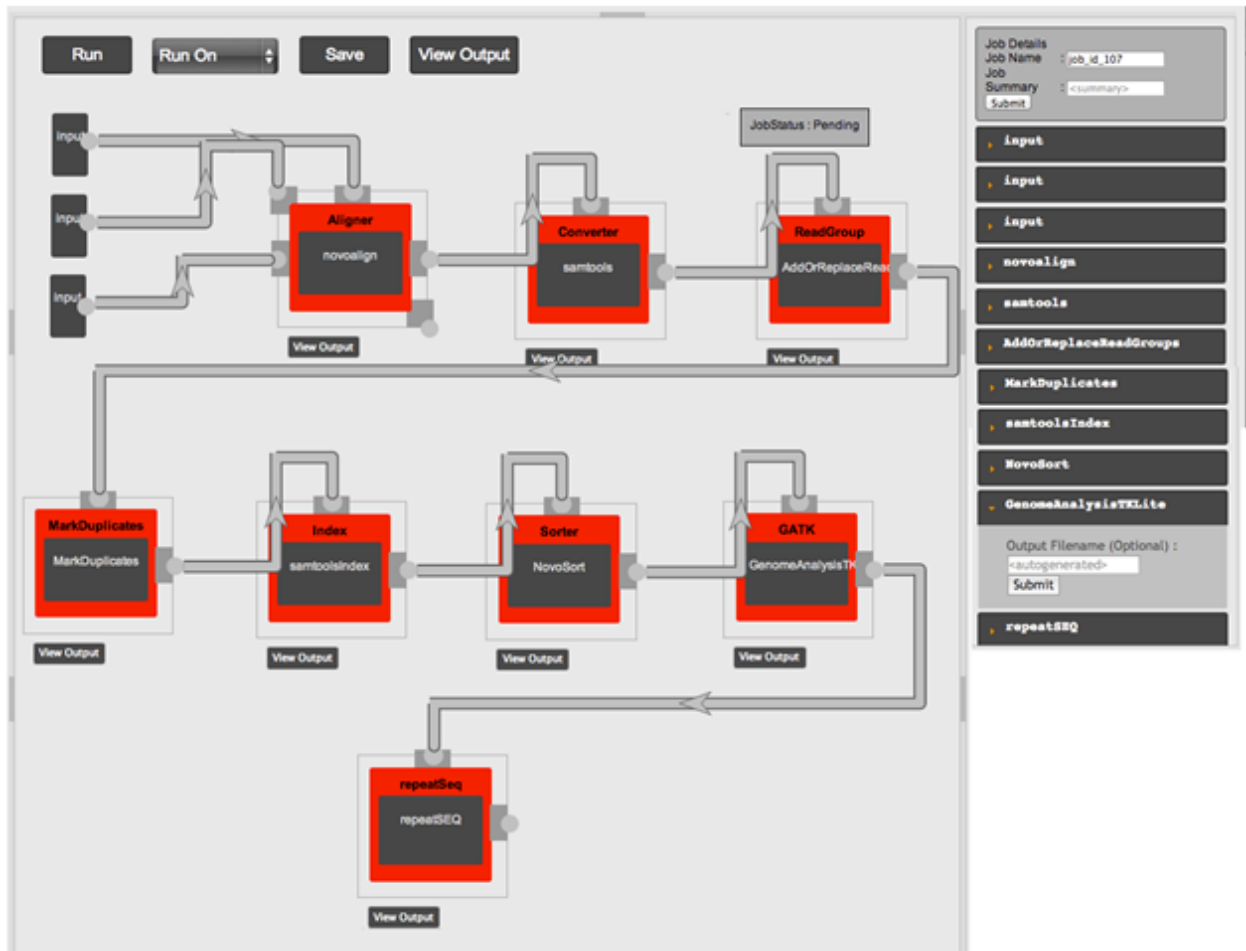 Run
Run On
Save
View Output
input
input
input
Aligner
novoalign
View Output
Converter
samtools
View Output
JobStatus : Pending
ReadGroup
AddOrReplaceRead
View Output
MarkDuplicates
MarkDuplicates
View Output
Index
samtoolsIndex
View Output
Sorter
NovoSort
View Output
GATK
GenomeAnalysisTK
View Output
repeatSeq
repeatSEQ
View Output
Job Details
Job Name : job_id_107
Job
Summary : <summary>
Submit
input
input
input
novoalign
samtools
AddOrReplaceReadGroups
MarkDuplicates
samtoolsIndex
NovoSort
GenomeAnalysisTKLite
Output Filename (Optional) :
<autogenerated>
Submit
repeatSEQ